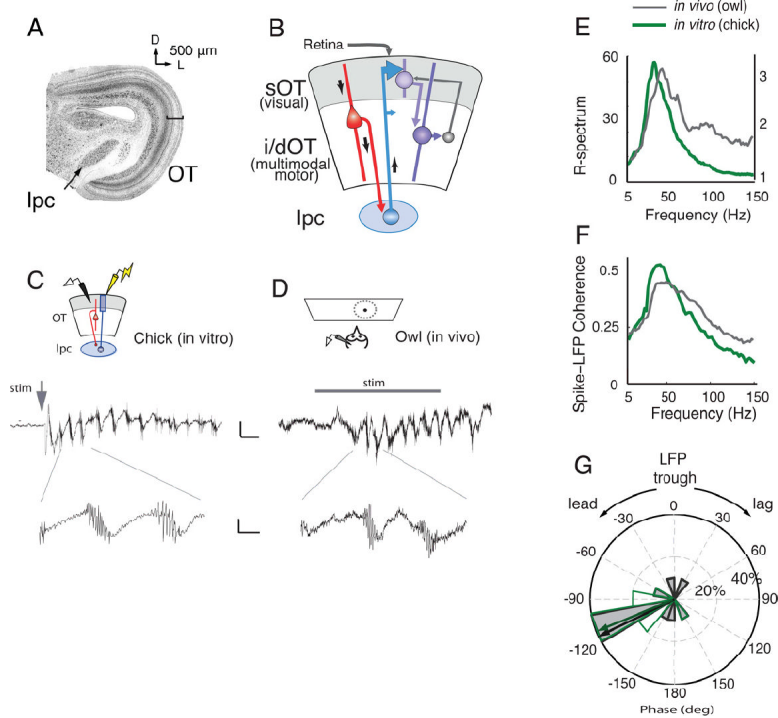 A
D
500 μm
L
OT
Ipc
B
Retina
sOT
(visual)
i/dOT
(multimodal
motor)
Ipc
C
OT
Ipc
Chick (in vitro)
stim
D
Owl (in vivo)
stim
in vivo (owl)
in vitro (chick)
E
60
30
0
R-spectrum
3
2
1
5 50 100 150
Frequency (Hz)
F
0.5
0.25
0
Spike–LFP Coherence
5 50 100 150
Frequency (Hz)
G
LFP
trough
lead
lag
0
-30
30
-60
60
40%
20%
-90
90
-120
120
-150
150
180
Phase (deg)